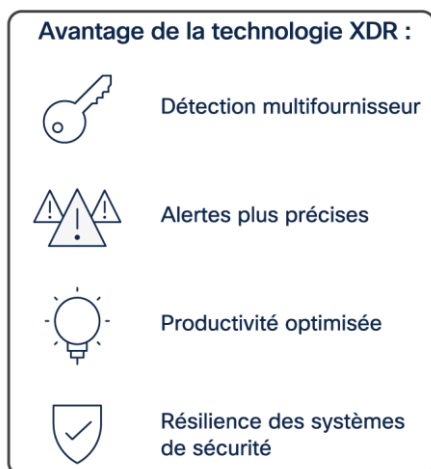 Avantage de la technologie XDR :
Détection multifournisseur
Alertes plus précises
Productivité optimisée
Résilience des systèmes
de sécurité